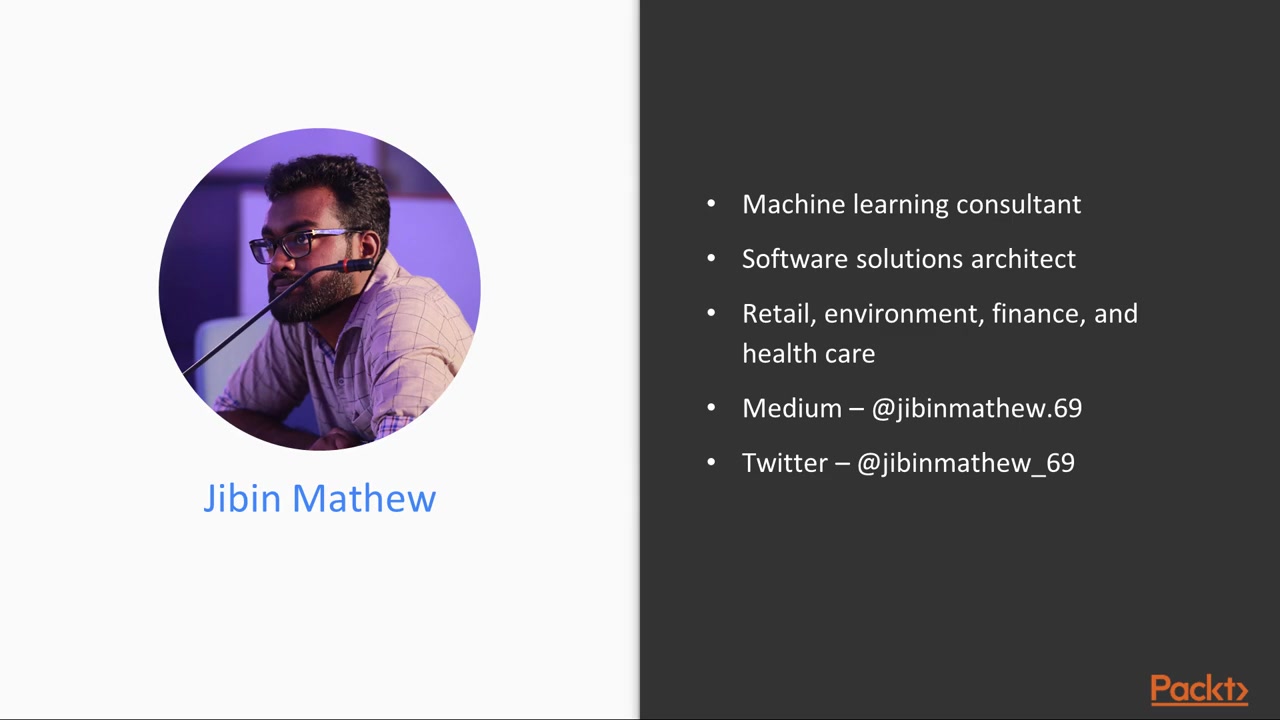 Jibin Mathew
• Machine learning consultant
• Software solutions architect
• Retail, environment, finance, and
health care
• Medium – @jibinmathew.69
• Twitter – @jibinmathew_69
Packt>